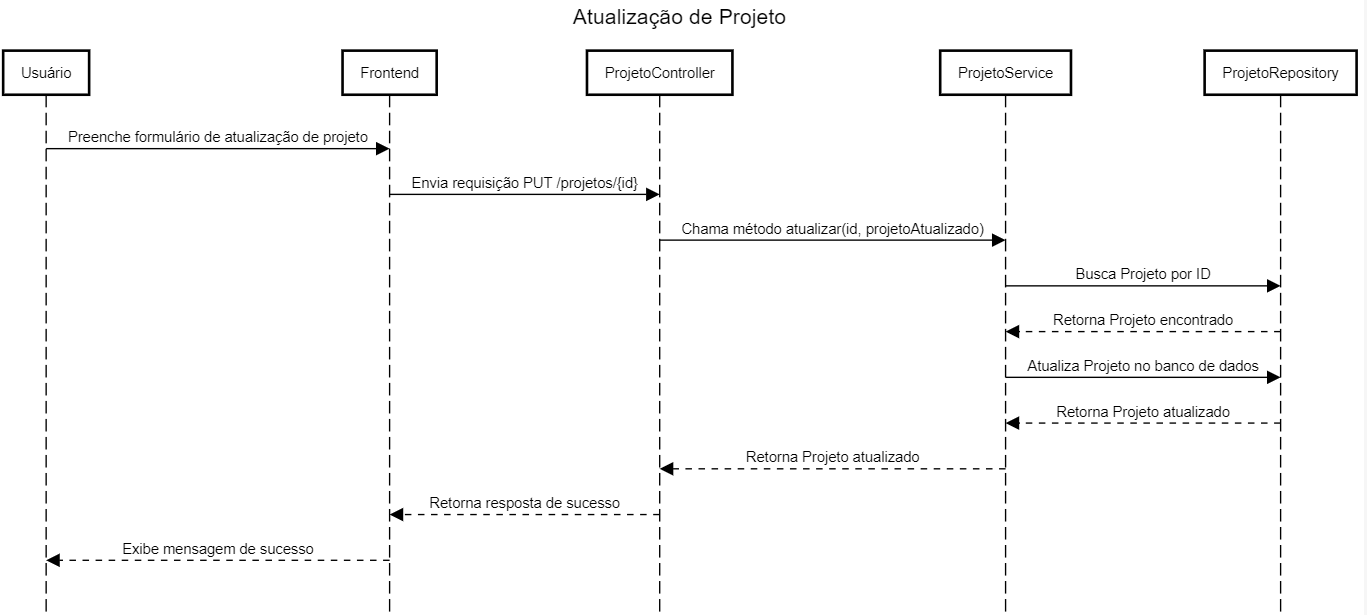 Atualização de Projeto
Usuário
Frontend
ProjetoController
ProjetoService
ProjetoRepository
Preenche formulário de atualização de projeto
Envia requisição PUT /projetos/{id}
Chama método atualizar(id, projetoAtualizado)
Busca Projeto por ID
Retorna Projeto encontrado
Atualiza Projeto no banco de dados
Retorna Projeto atualizado
Retorna Projeto atualizado
Retorna resposta de sucesso
Exibe mensagem de sucesso